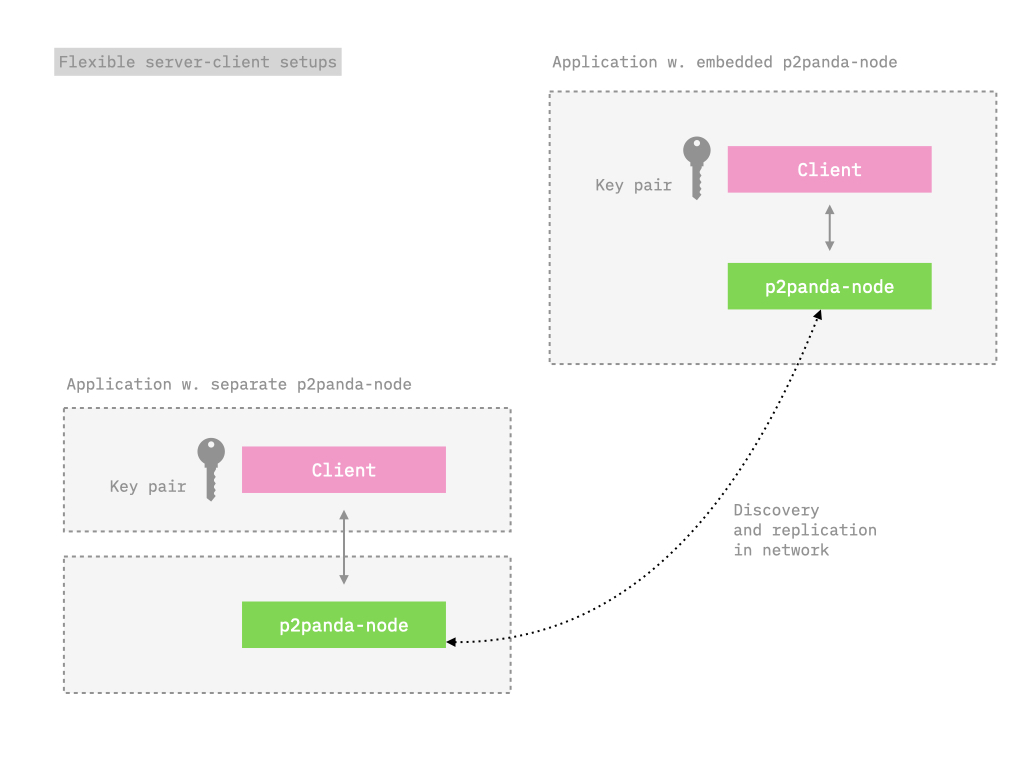 Flexible server-client setups
Application w. embedded p2panda-node
Key pair
Client
p2panda-node
Application w. separate p2panda-node
Key pair
Client
p2panda-node
Discovery
and replication
in network